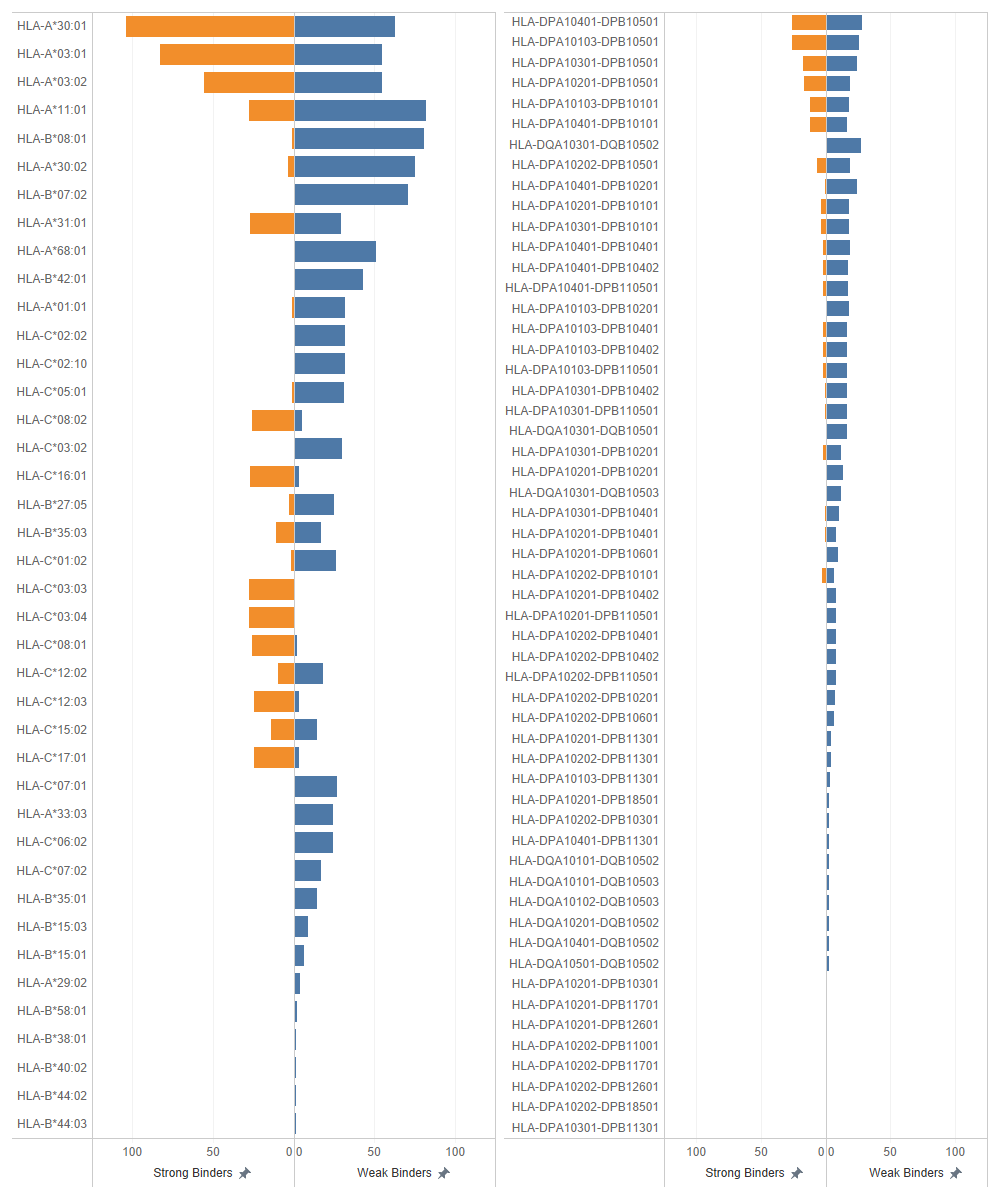 HLA-A*30:01
HLA-A*03:01
HLA-A*03:02
HLA-A*11:01
HLA-B*08:01
HLA-A*30:02
HLA-B*07:02
HLA-A*31:01
HLA-A*68:01
HLA-B*42:01
HLA-A*01:01
HLA-C*02:02
HLA-C*02:10
HLA-C*05:01
HLA-C*08:02
HLA-C*03:02
HLA-C*16:01
HLA-B*27:05
HLA-B*35:03
HLA-C*01:02
HLA-C*03:03
HLA-C*03:04
HLA-C*08:01
HLA-C*12:02
HLA-C*12:03
HLA-C*15:02
HLA-C*17:01
HLA-C*07:01
HLA-A*33:03
HLA-C*06:02
HLA-C*07:02
HLA-B*35:01
HLA-B*15:03
HLA-B*15:01
HLA-A*29:02
HLA-B*58:01
HLA-B*38:01
HLA-B*40:02
HLA-B*44:02
HLA-B*44:03
100 50 0 0 50 100
Strong Binders Weak Binders
HLA-DPA10401-DPB10501
HLA-DPA10103-DPB10501
HLA-DPA10301-DPB10501
HLA-DPA10201-DPB10501
HLA-DPA10103-DPB10101
HLA-DPA10401-DPB10101
HLA-DQA10301-DQB10502
HLA-DPA10202-DPB10501
HLA-DPA10401-DPB10201
HLA-DPA10201-DPB10101
HLA-DPA10301-DPB10101
HLA-DPA10401-DPB10401
HLA-DPA10401-DPB10402
HLA-DPA10401-DPB110501
HLA-DPA10103-DPB10201
HLA-DPA10103-DPB10401
HLA-DPA10103-DPB10402
HLA-DPA10103-DPB110501
HLA-DPA10301-DPB10402
HLA-DPA10301-DPB110501
HLA-DQA10301-DQB10501
HLA-DPA10301-DPB10201
HLA-DPA10201-DPB10201
HLA-DQA10301-DQB10503
HLA-DPA10301-DPB10401
HLA-DPA10201-DPB10401
HLA-DPA10201-DPB10601
HLA-DPA10202-DPB10101
HLA-DPA10201-DPB10402
HLA-DPA10201-DPB110501
HLA-DPA10202-DPB10401
HLA-DPA10202-DPB10402
HLA-DPA10202-DPB110501
HLA-DPA10202-DPB10201
HLA-DPA10202-DPB10601
HLA-DPA10201-DPB11301
HLA-DPA10202-DPB11301
HLA-DPA10103-DPB11301
HLA-DPA10201-DPB18501
HLA-DPA10202-DPB10301
HLA-DPA10401-DPB11301
HLA-DQA10101-DQB10502
HLA-DQA10101-DQB10503
HLA-DQA10102-DQB10503
HLA-DQA10201-DQB10502
HLA-DQA10401-DQB10502
HLA-DQA10501-DQB10502
HLA-DPA10201-DPB10301
HLA-DPA10201-DPB11701
HLA-DPA10201-DPB12601
HLA-DPA10202-DPB11001
HLA-DPA10202-DPB11701
HLA-DPA10202-DPB12601
HLA-DPA10202-DPB18501
HLA-DPA10301-DPB11301
100 50 0 0 50 100
Strong Binders Weak Binders